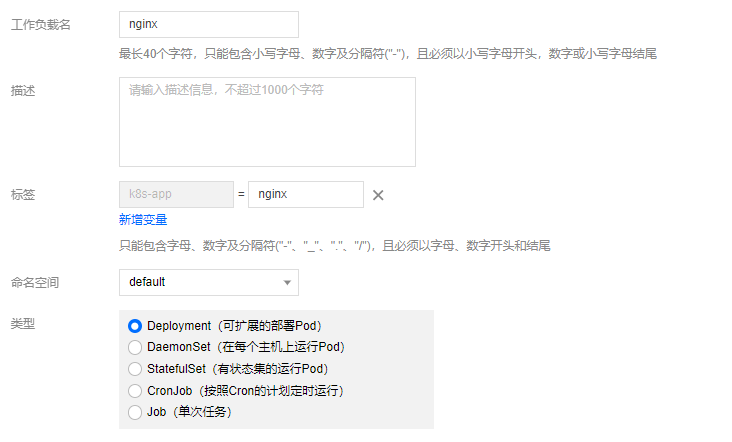 工作负载名 nginx
最长40个字符，只能包含小写字母、数字及分隔符("-")，且必须以小写字母开头，数字或小写字母结尾
描述 请输入描述信息，不超过1000个字符
标签 k8s-app = nginx ×
新增变量
只能包含字母、数字及分隔符("-"、"_"、"."、"/")，且必须以字母、数字开头和结尾
命名空间 default
类型 Deployment（可扩展的部署Pod）
DaemonSet（在每个主机上运行Pod）
StatefulSet（有状态集的运行Pod）
CronJob（按照Cron的计划定时运行）
Job（单次任务）